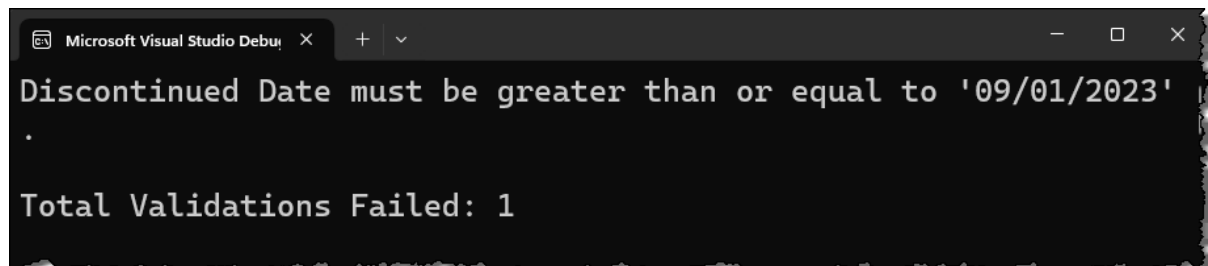 Microsoft Visual Studio Debu
Discontinued Date must be greater than or equal to '09/01/2023'
.
Total Validations Failed: 1